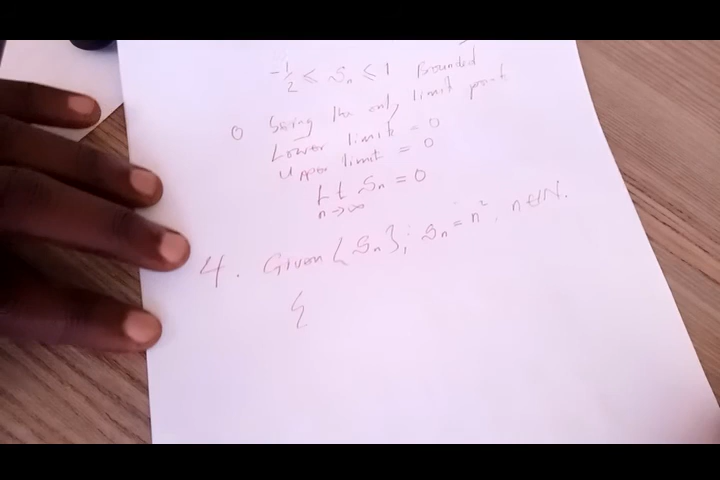 -1/2 ≤ Sn ≤ 1 Bounded
0 being the only limit point
Lower limit = 0
Upper limit = 0
Lt Sn = 0
n→∞
4. Given {Sn}; Sn = n², n∈N.
{